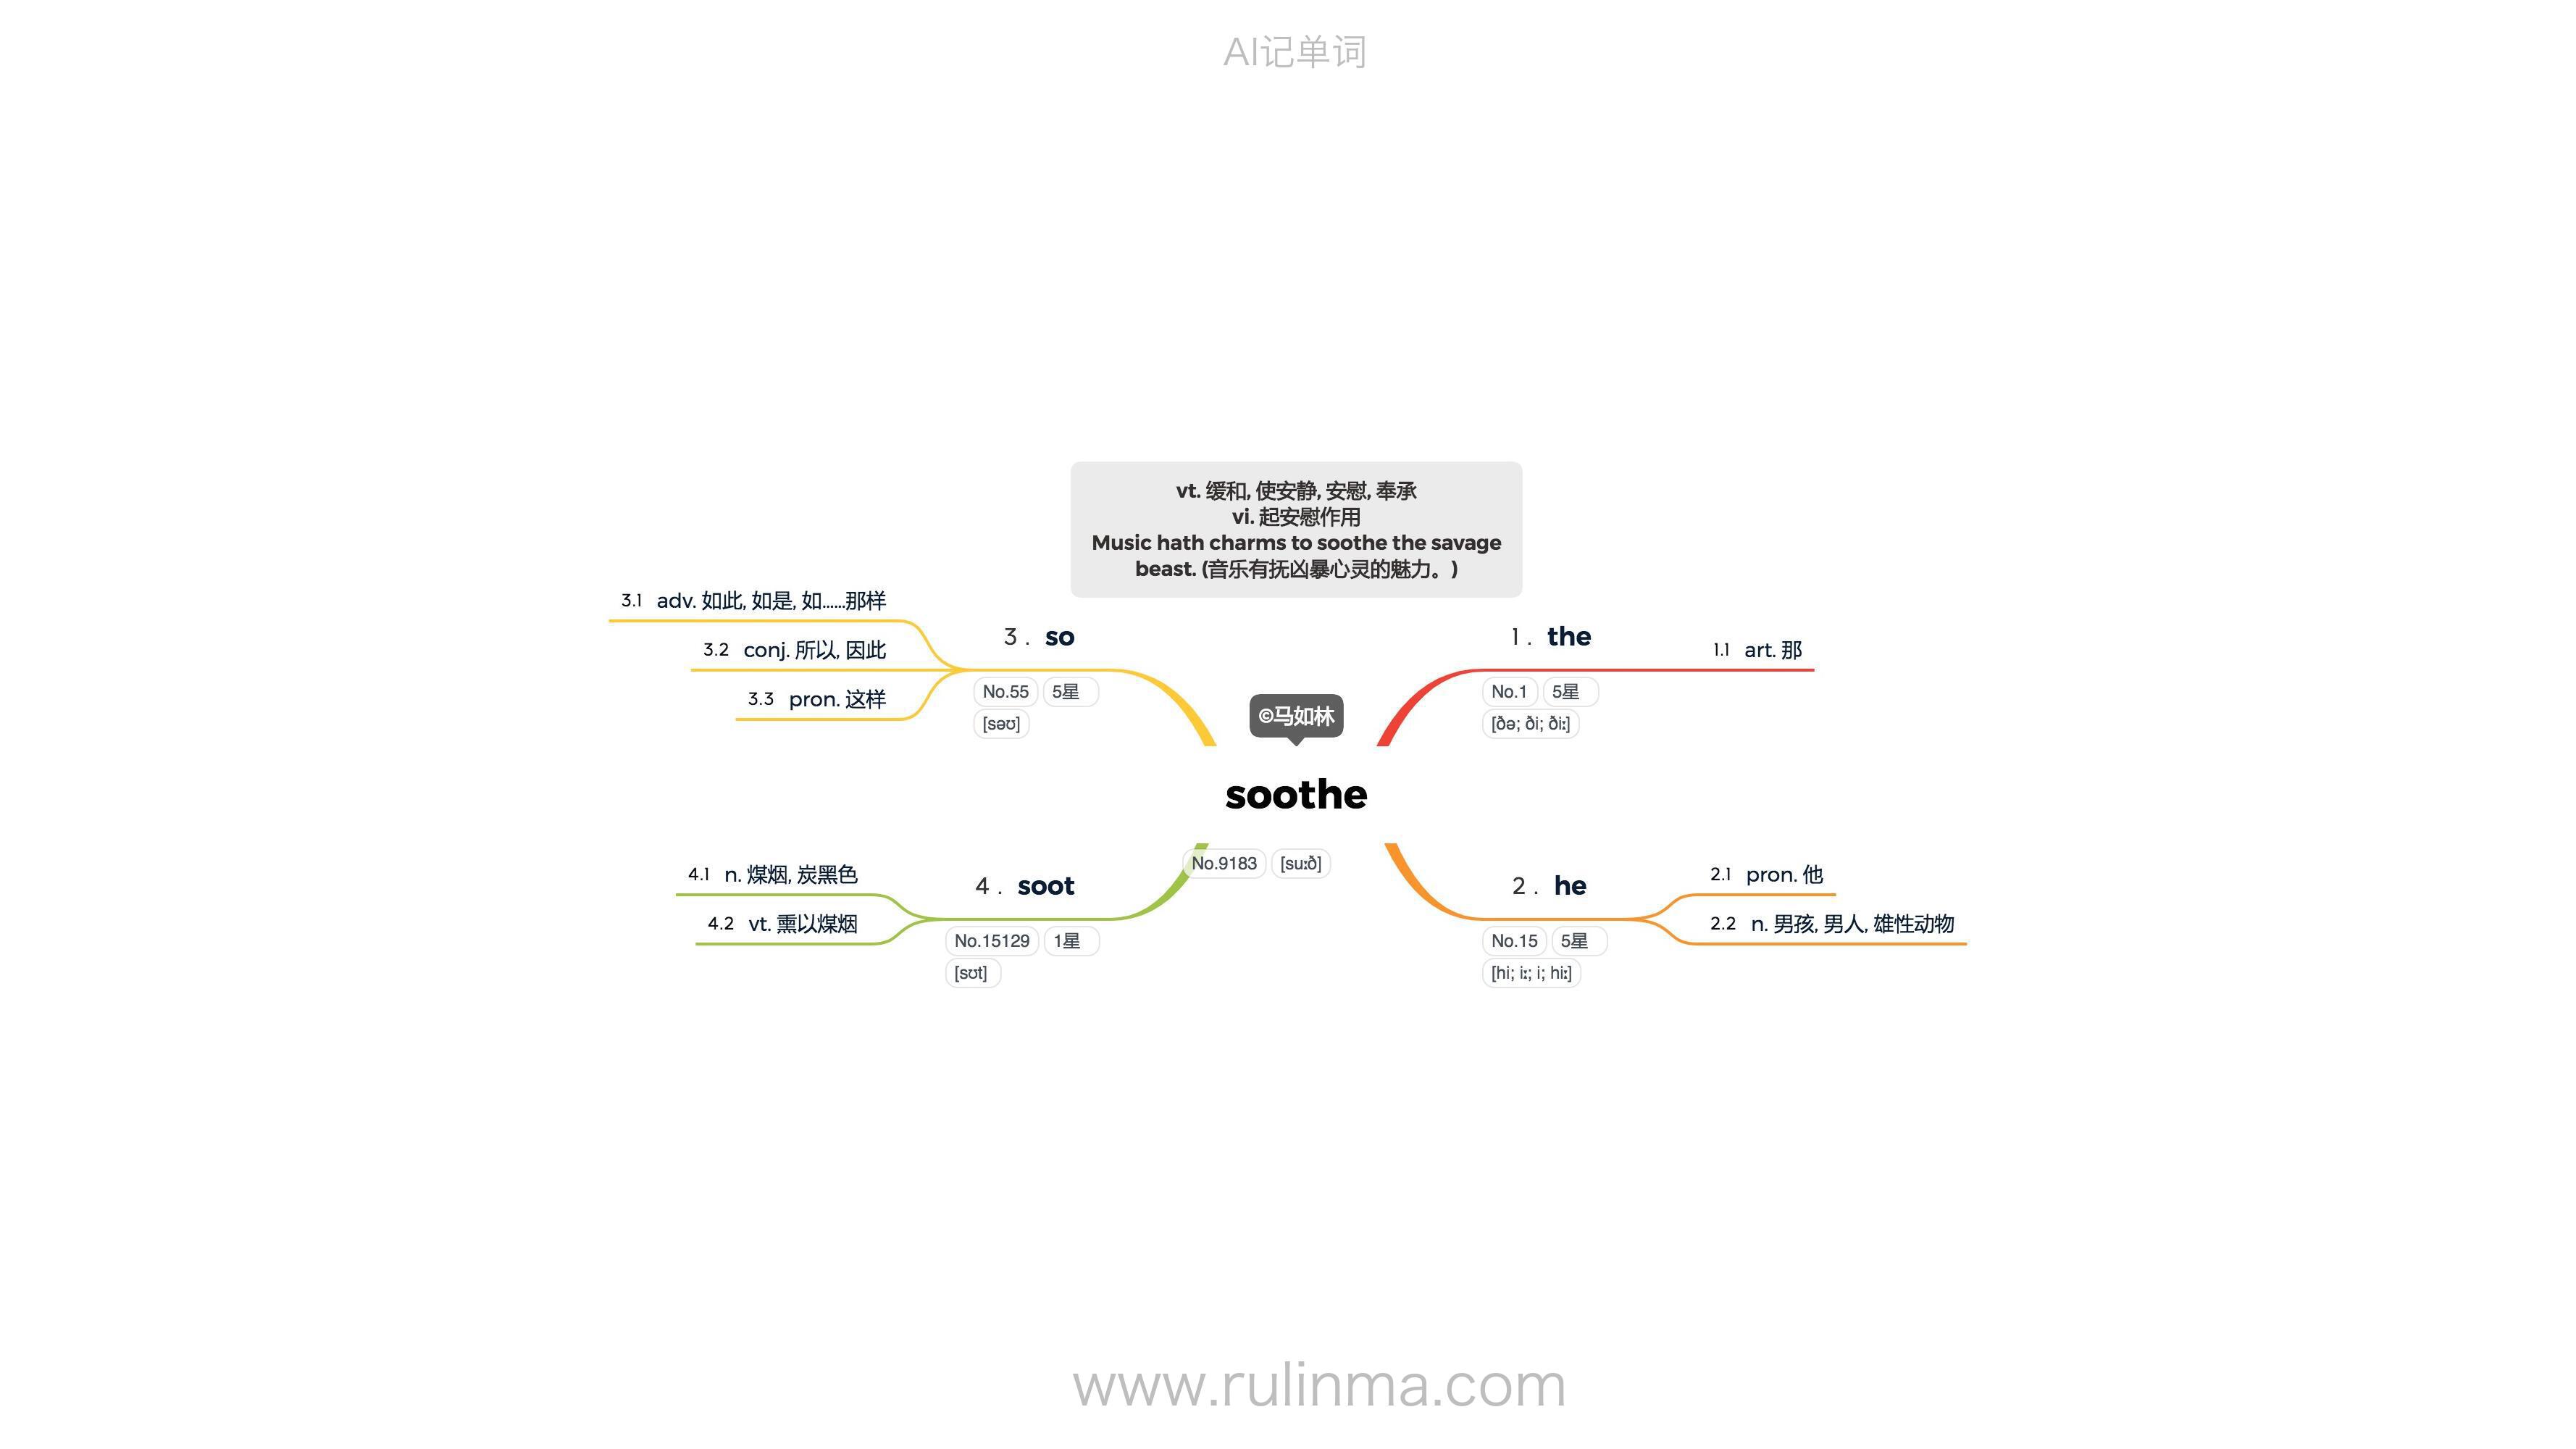 AI记单词
vt. 缓和, 使安静, 安慰, 奉承
vi. 起安慰作用
Music hath charms to soothe the savage
beast. (音乐有抚凶暴心灵的魅力。)
©马如林
soothe
No.9183 [suːð]
1. the
No.1 5星
[ðə; ði; ðiː]
1.1 art. 那
2. he
No.15 5星
[hi; iː; i; hiː]
2.1 pron. 他
2.2 n. 男孩, 男人, 雄性动物
3. so
No.55 5星
[səʊ]
3.1 adv. 如此, 如是, 如……那样
3.2 conj. 所以, 因此
3.3 pron. 这样
4. soot
No.15129 1星
[sʊt]
4.1 n. 煤烟, 炭黑色
4.2 vt. 熏以煤烟
www.rulinma.com